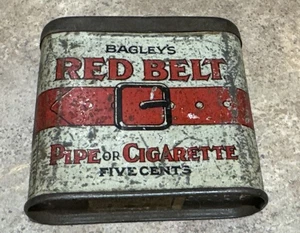 BAGLEY'S
RED BELT
PIPE OR CIGARETTE
FIVE CENTS